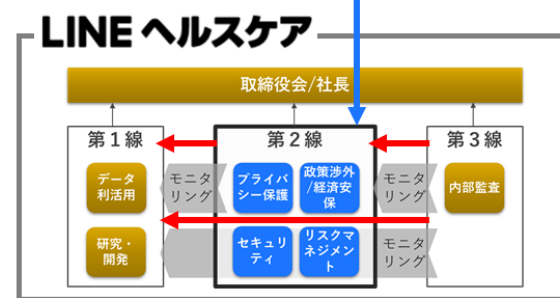 LINE ヘルスケア
取締役会/社長
第1線
第2線
第3線
データ
利活用
モニタ
リング
プライバ
シー保護
政策渉外
/経済安
保
モニタ
リング
内部監査
研究・
開発
セキュリ
ティ
リスクマ
ネジメン
ト
モニタ
リング